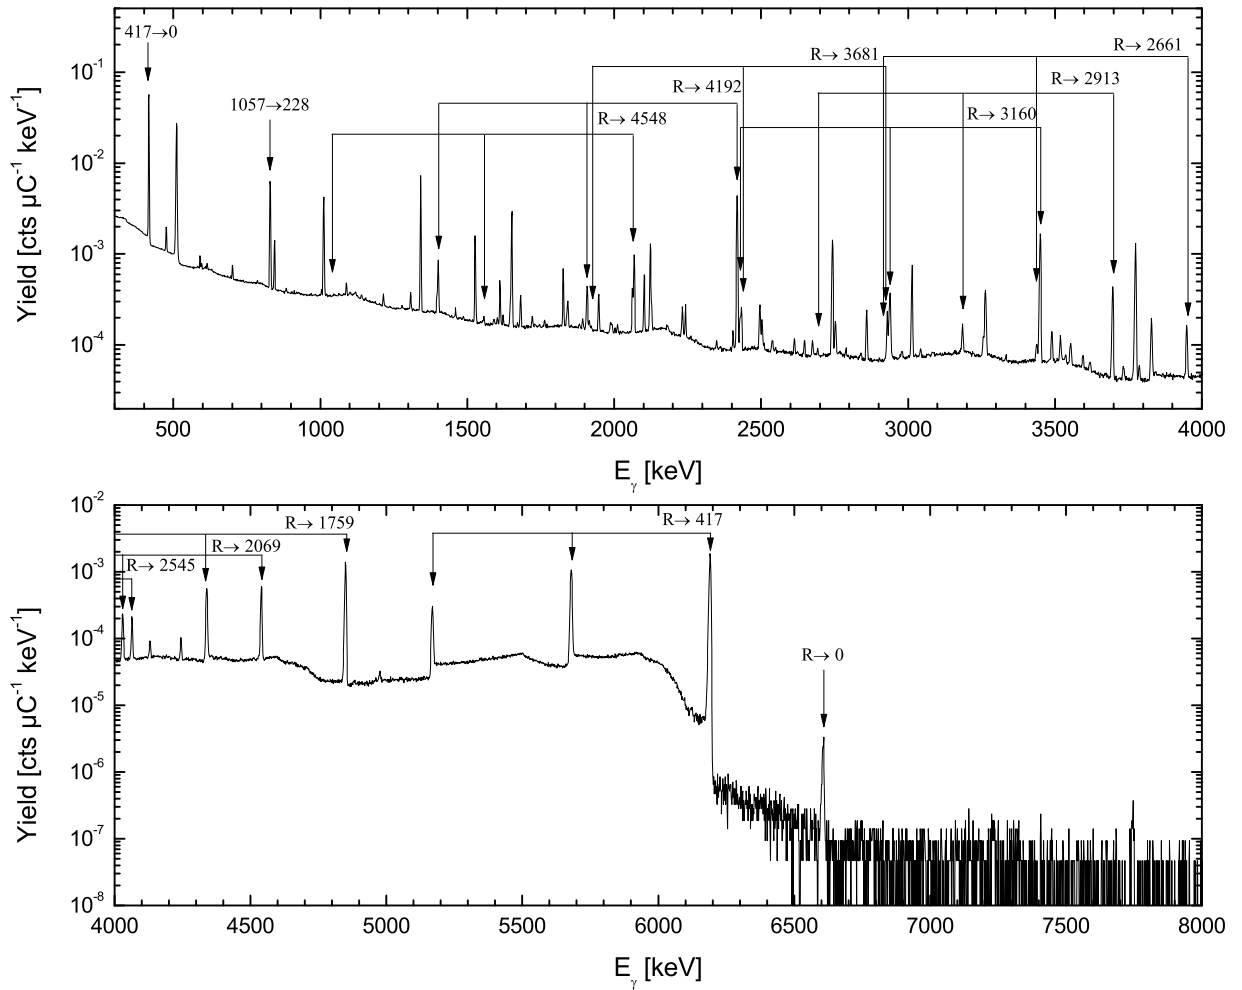 417→0
1057→228
R→ 3681
R→ 2661
R→ 4192
R→ 2913
R→ 4548
R→ 3160
10⁻¹
10⁻²
10⁻³
10⁻⁴
Yield [cts µC⁻¹ keV⁻¹]
500 1000 1500 2000 2500 3000 3500 4000
Eγ [keV]
10⁻²
10⁻³
10⁻⁴
10⁻⁵
10⁻⁶
10⁻⁷
10⁻⁸
Yield [cts µC⁻¹ keV⁻¹]
R→ 1759
R→ 417
R→ 2069
R→ 2545
R→ 0
4000 4500 5000 5500 6000 6500 7000 7500 8000
Eγ [keV]